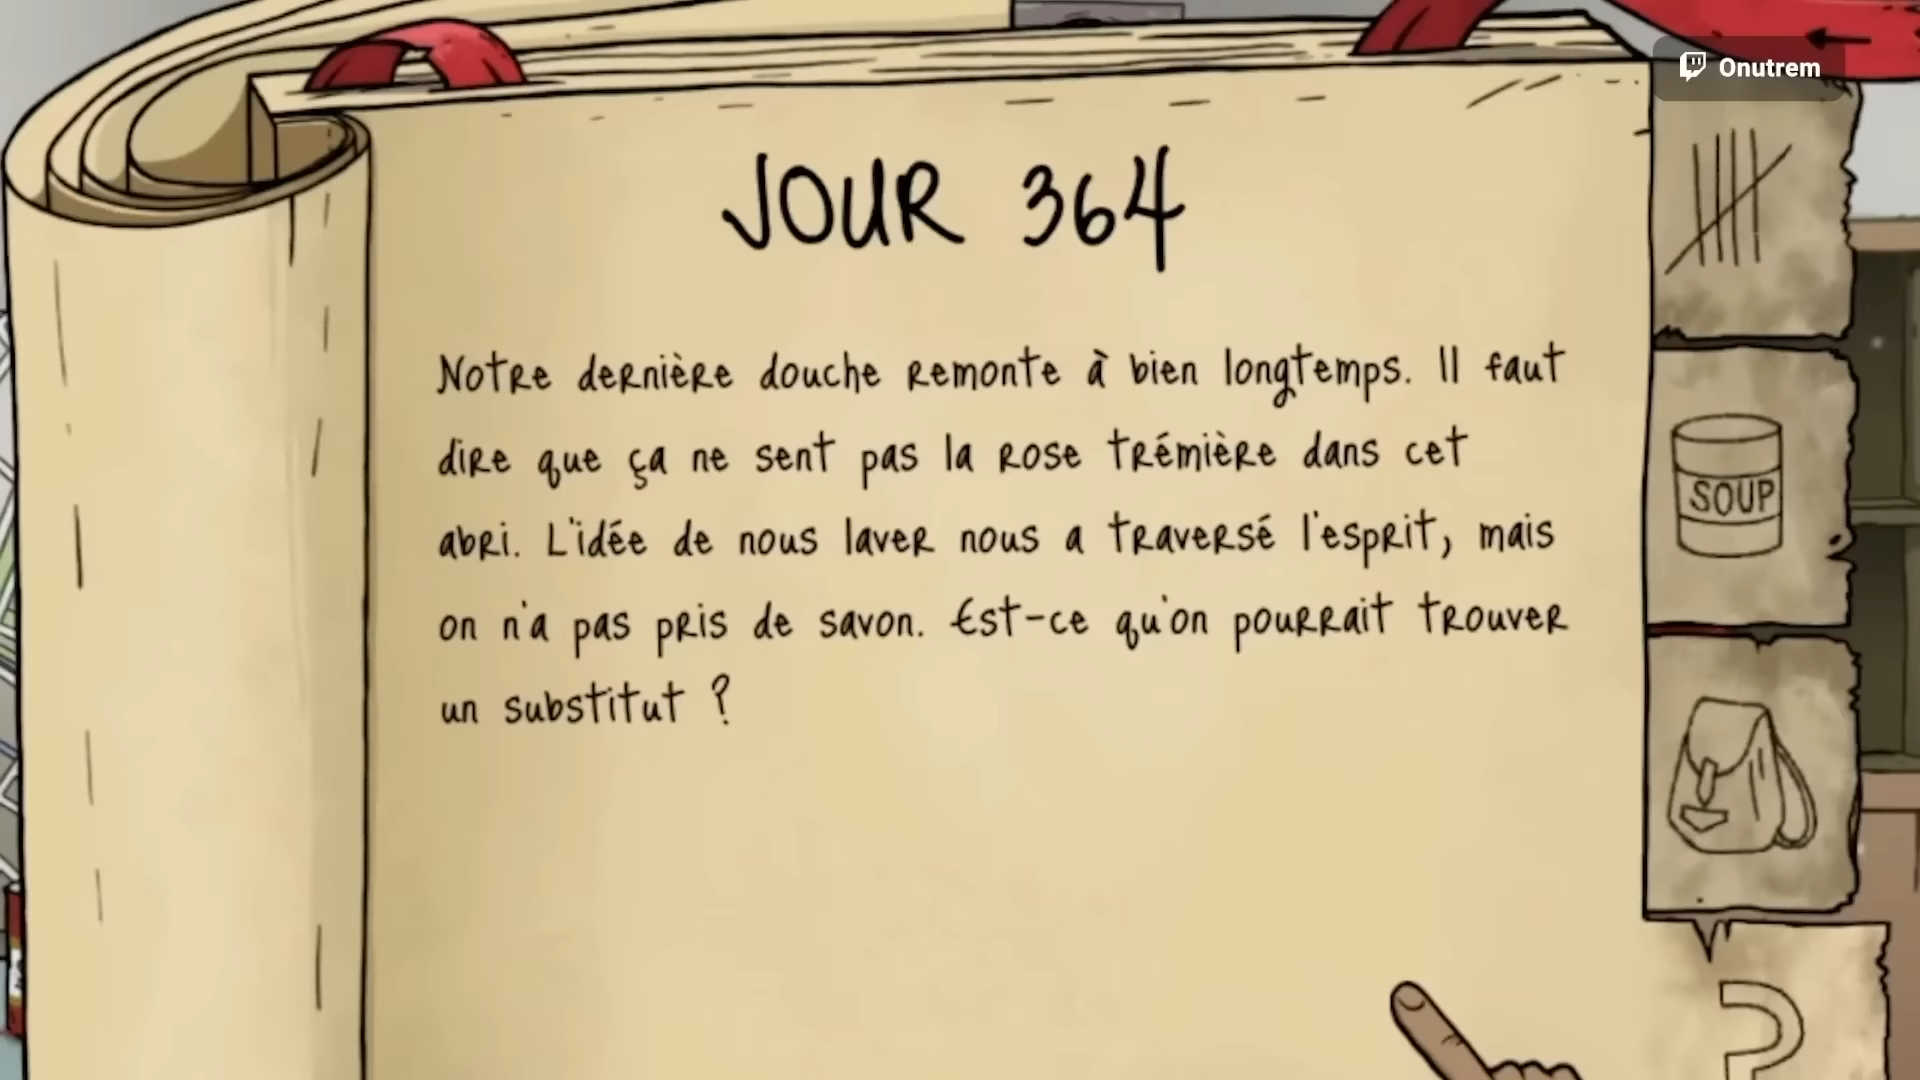 Onutrem
JOUR 364
Notre dernière douche remonte à bien longtemps. Il faut
dire que ça ne sent pas la rose trémière dans cet
abri. L'idée de nous laver nous a traversé l'esprit, mais
on n'a pas pris de savon. Est-ce qu'on pourrait trouver
un substitut ?
SOUP
?